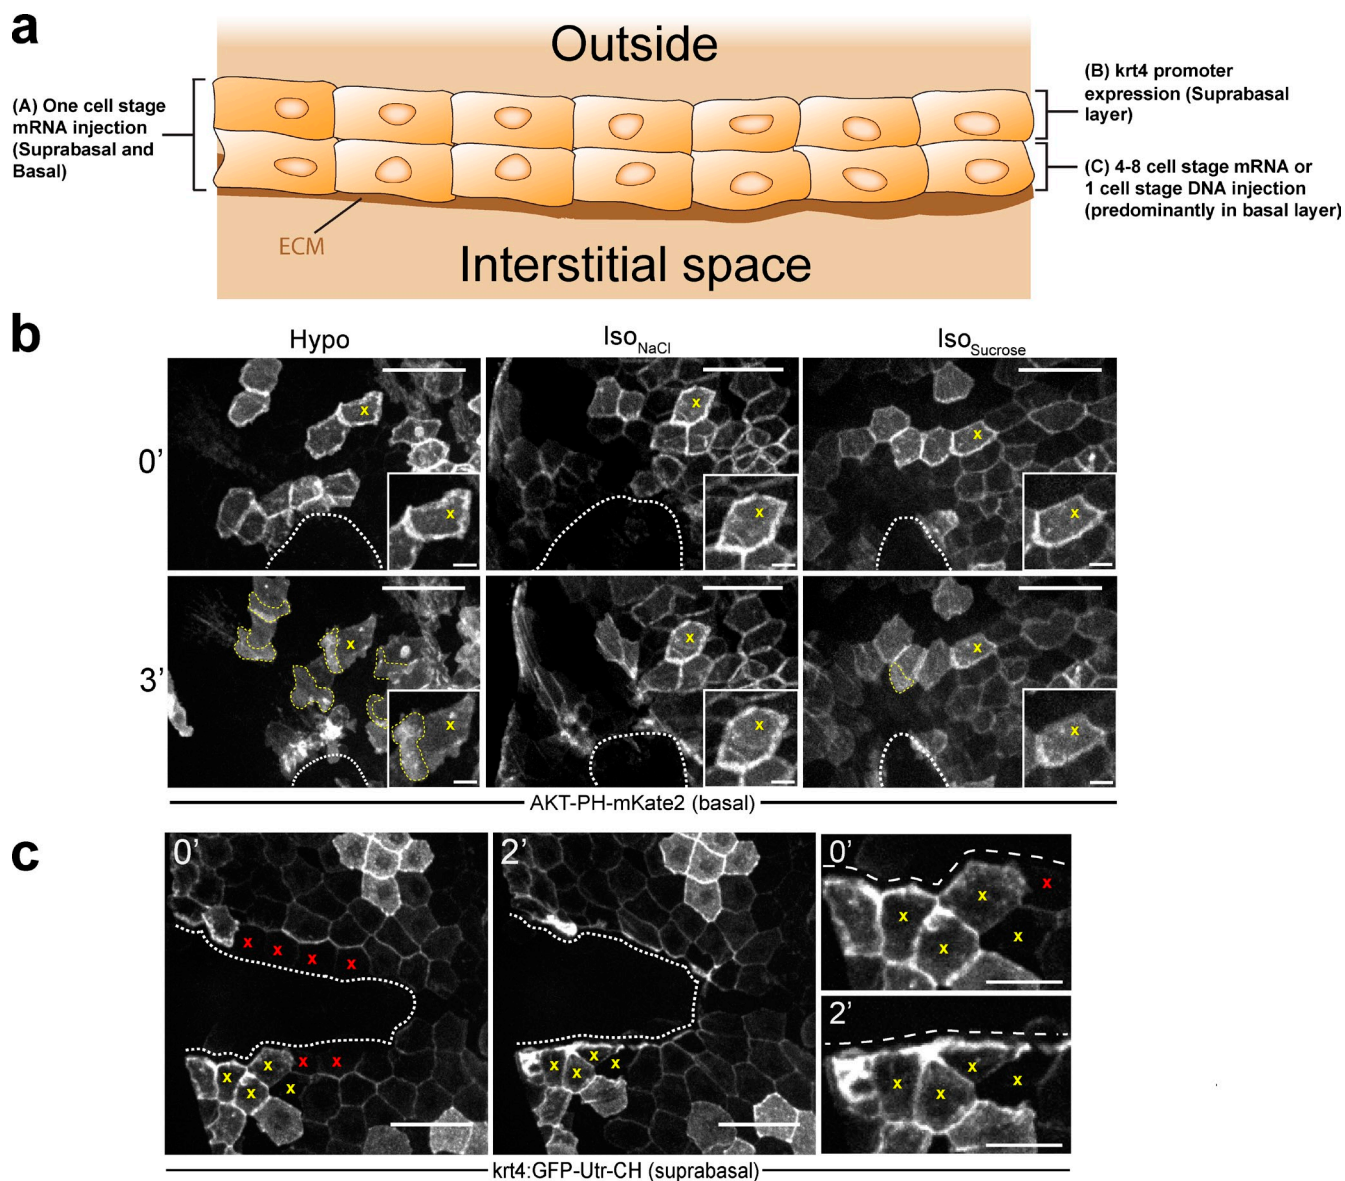 a
Outside
(A) One cell stage
mRNA injection
(Suprabasal and
Basal)
(B) krt4 promoter
expression (Suprabasal
layer)
(C) 4-8 cell stage mRNA or
1 cell stage DNA injection
(predominantly in basal layer)
ECM
Interstitial space
b
Hypo
IsoNaCl
IsoSucrose
0’
x
x
x
x
x
x
3’
x
x
x
x
x
x
AKT-PH-mKate2 (basal)
c
0’
x x x x
x x x x
x x
2’
x x
x x
0’
x
x
x x
2’
x
x x
x
krt4:GFP-Utr-CH (suprabasal)